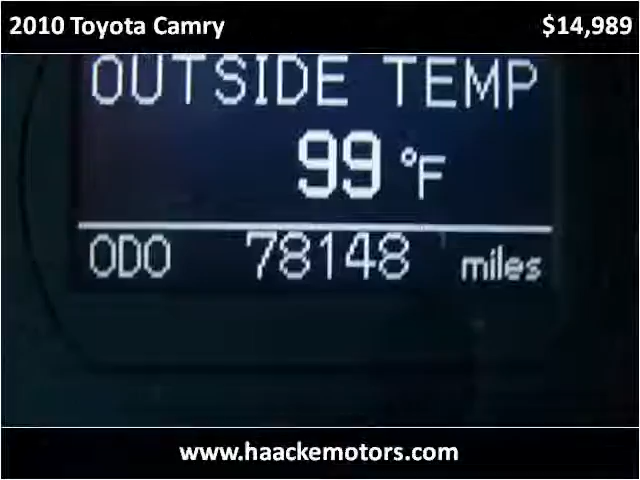 2010 Toyota Camry $14,989
OUTSIDE TEMP
99 °F
ODO 78148 miles
www.haackemotors.com